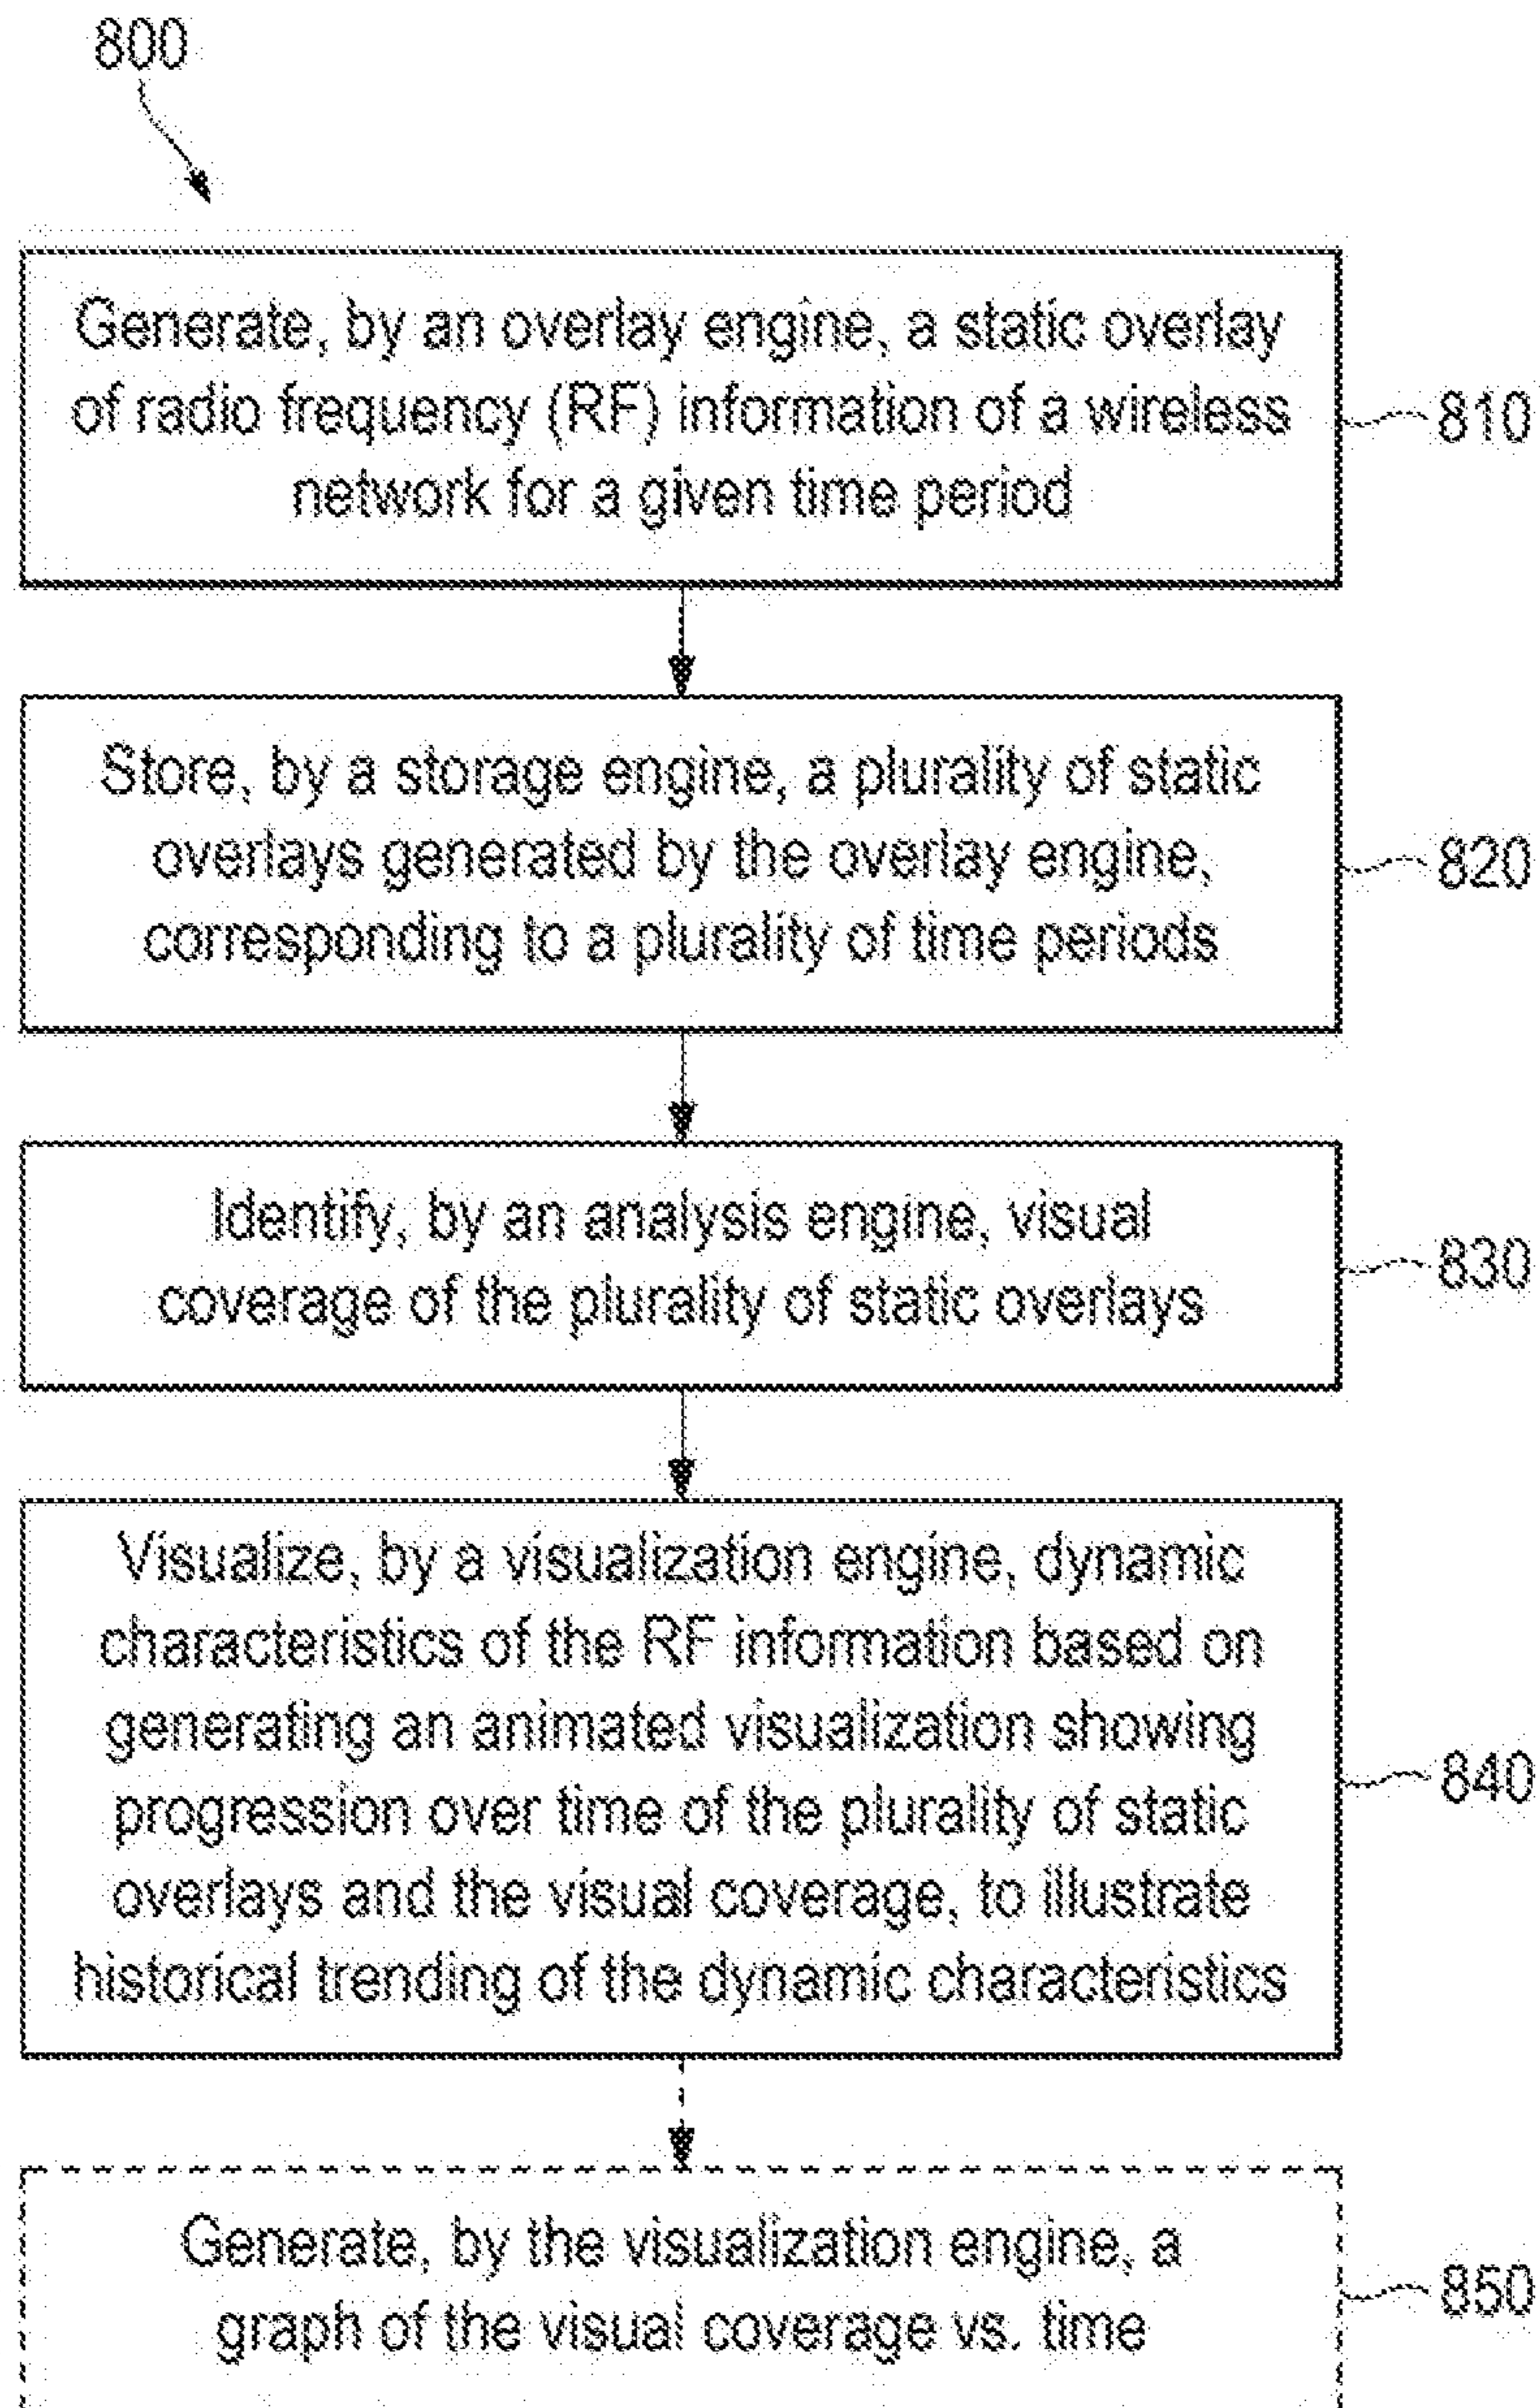 800
Generate, by an overlay engine, a static overlay
of radio frequency (RF) information of a wireless
network for a given time period
810
Store, by a storage engine, a plurality of static
overlays generated by the overlay engine,
corresponding to a plurality of time periods
820
Identify, by an analysis engine, visual
coverage of the plurality of static overlays
830
Visualize, by a visualization engine, dynamic
characteristics of the RF information based on
generating an animated visualization showing
progression over time of the plurality of static
overlays and the visual coverage, to illustrate
historical trending of the dynamic characteristics
840
Generate, by the visualization engine, a
graph of the visual coverage vs. time
850